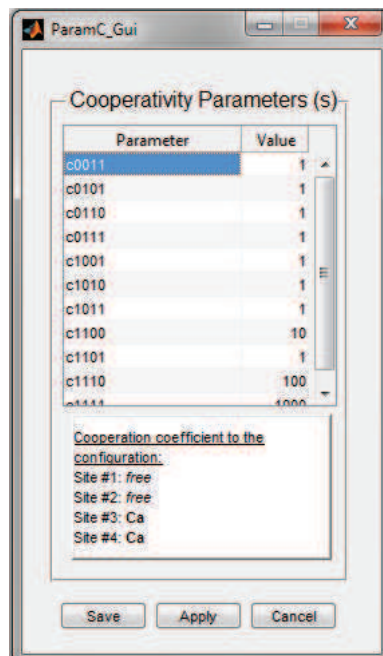 ParamC_Gui
Cooperativity Parameters (s)
Parameter Value
c0011 1
c0101 1
c0110 1
c0111 1
c1001 1
c1010 1
c1011 1
c1100 10
c1101 1
c1110 100
c1111 1000
Cooperation coefficient to the
configuration:
Site #1: free
Site #2: free
Site #3: Ca
Site #4: Ca
Save Apply Cancel